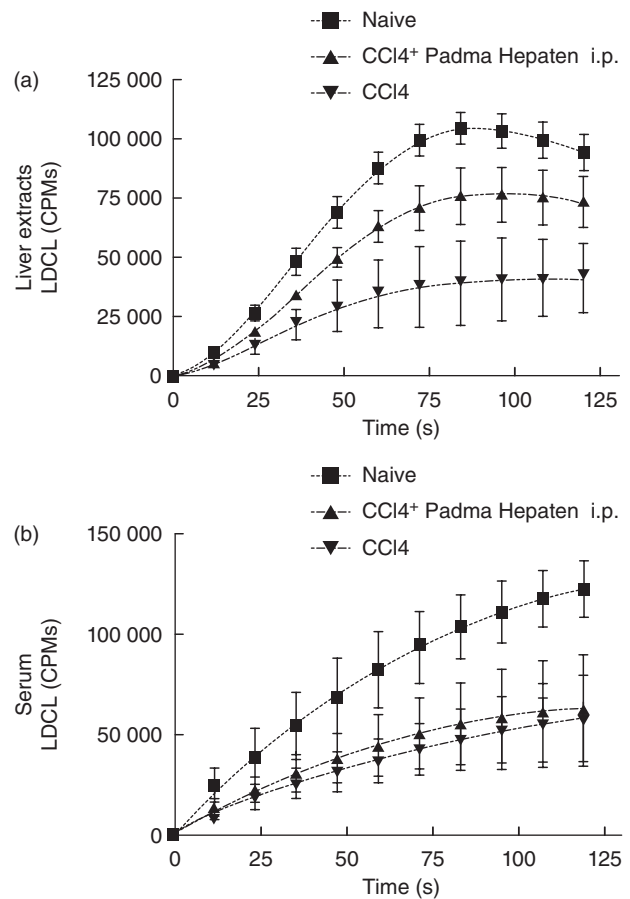 Naive
CCl4+ Padma Hepaten i.p.
CCl4
(a)
125 000
100 000
75 000
50 000
25 000
0
Liver extracts
LDCL (CPMs)
0 25 50 75 100 125
Time (s)
Naive
CCl4+ Padma Hepaten i.p.
CCl4
(b)
150 000
100 000
50 000
0
Serum
LDCL (CPMs)
0 25 50 75 100 125
Time (s)